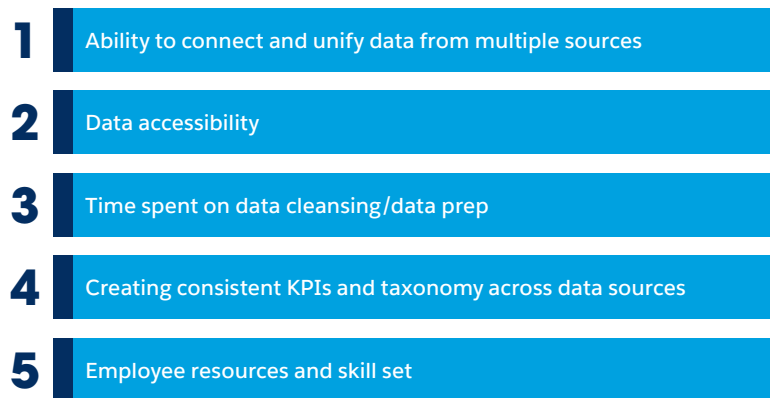 1 Ability to connect and unify data from multiple sources
2 Data accessibility
3 Time spent on data cleansing/data prep
4 Creating consistent KPIs and taxonomy across data sources
5 Employee resources and skill set